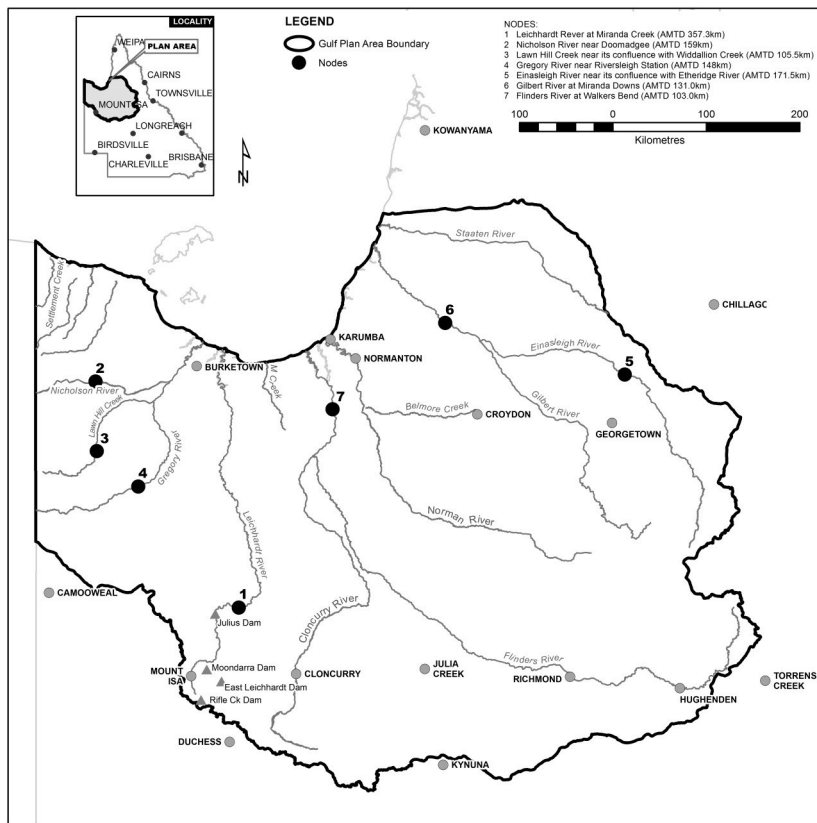 LOCALITY
WEIPA
PLAN AREA
CAIRNS
TOWNSVILLE
MOUNT ISA
LONGREACH
BIRDSVILLE
BRISBANE
CHARLEVILLE
LEGEND
Gulf Plan Area Boundary
Nodes
N
NODES:
1 Leichhardt Rever at Miranda Creek (AMTD 357.3km)
2 Nicholson River near Doomadgee (AMTD 159km)
3 Lawn Hill Creek near its confluence with Widdallion Creek (AMTD 105.5km)
4 Gregory River near Riversleigh Station (AMTD 148km)
5 Einasleigh River near its confluence with Etheridge River (AMTD 171.5km)
6 Gilbert River at Miranda Downs (AMTD 131.0km)
7 Flinders River at Walkers Bend (AMTD 103.0km)
100 0 100 200
Kilometres
KOWANYAMA
Staaten River
Settlement Creek
CHILLAGO
6
KARUMBA
NORMANTON
Einasleigh River
5
BURKETOWN
M Creek
2
Nicholson River
7
Gilbert River
Lawn Hill Creek
Belmore Creek
CROYDON
GEORGETOWN
3
Gregory River
4
Leichhardt River
Norman River
CAMOOWEAL
1
Julius Dam
Cloncurry River
Moondarra Dam
MOUNT
ISA
East Leichhardt Dam
Rifle Ck Dam
CLONCURRY
JULIA
CREEK
Flinders River
RICHMOND
HUGHENDEN
TORRENS
CREEK
DUCHESS
KYNUNA